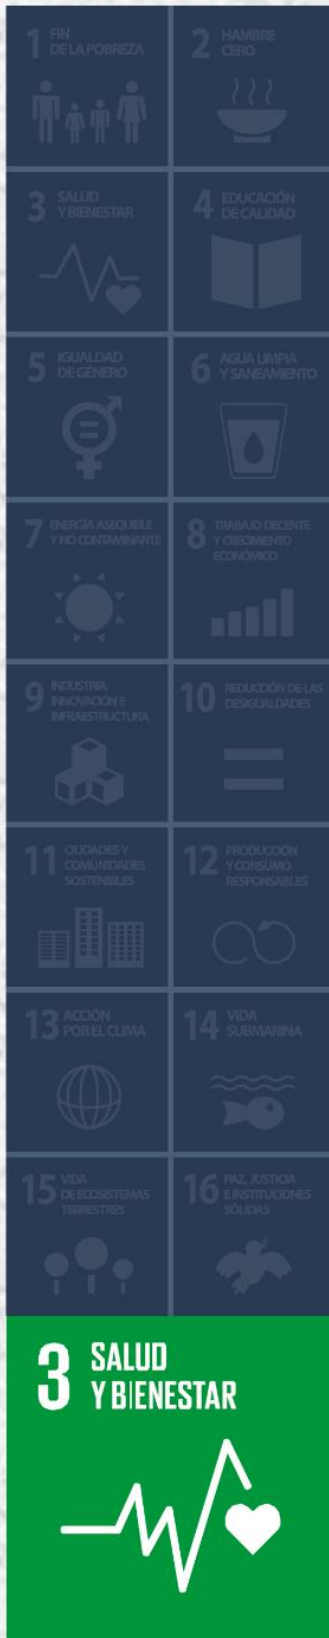 1 FIN
DE LA POBREZA
2 HAMBRE
CERO
3 SALUD
Y BIENESTAR
4 EDUCACIÓN
DE CALIDAD
5 IGUALDAD
DE GÉNERO
6 AGUA LIMPIA
Y SANEAMIENTO
7 ENERGÍA ASEQUIBLE
Y NO CONTAMINANTE
8 TRABAJO DECENTE
Y CRECIMIENTO
ECONÓMICO
9 INDUSTRIA,
INNOVACIÓN E
INFRAESTRUCTURA
10 REDUCCIÓN DE LAS
DESIGUALDADES
11 CIUDADES Y
COMUNIDADES
SOSTENIBLES
12 PRODUCCIÓN
Y CONSUMO
RESPONSABLES
13 ACCIÓN
POR EL CLIMA
14 VIDA
SUBMARINA
15 VIDA
DE ECOSISTEMAS
TERRESTRES
16 PAZ, JUSTICIA
E INSTITUCIONES
SÓLIDAS
3 SALUD
Y BIENESTAR